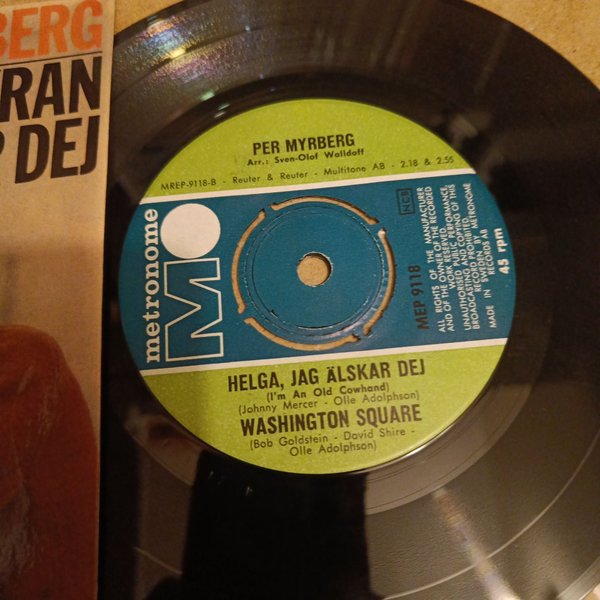 BERG
RAN
DEJ
PER MYRBERG
Arr.: Sven-Olof Walldoff
MREP-9118-B - Reuter & Reuter - Multitone AB - 2.18 & 2.55
metronome
M
NCB
MEP 9118
ALL RIGHTS OF THE MANUFACTURER
AND OF THE OWNER OF THE RECORDED
WORK RESERVED.
UNAUTHORISED PUBLIC PERFORMANCE,
BROADCASTING AND COPYING OF THIS
RECORD PROHIBITED.
MADE IN SWEDEN BY METRONOME
RECORDS AB
45 rpm
HELGA, JAG ÄLSKAR DEJ
(I'm An Old Cowhand)
(Johnny Mercer - Olle Adolphson)
WASHINGTON SQUARE
(Bob Goldstein - David Shire -
Olle Adolphson)